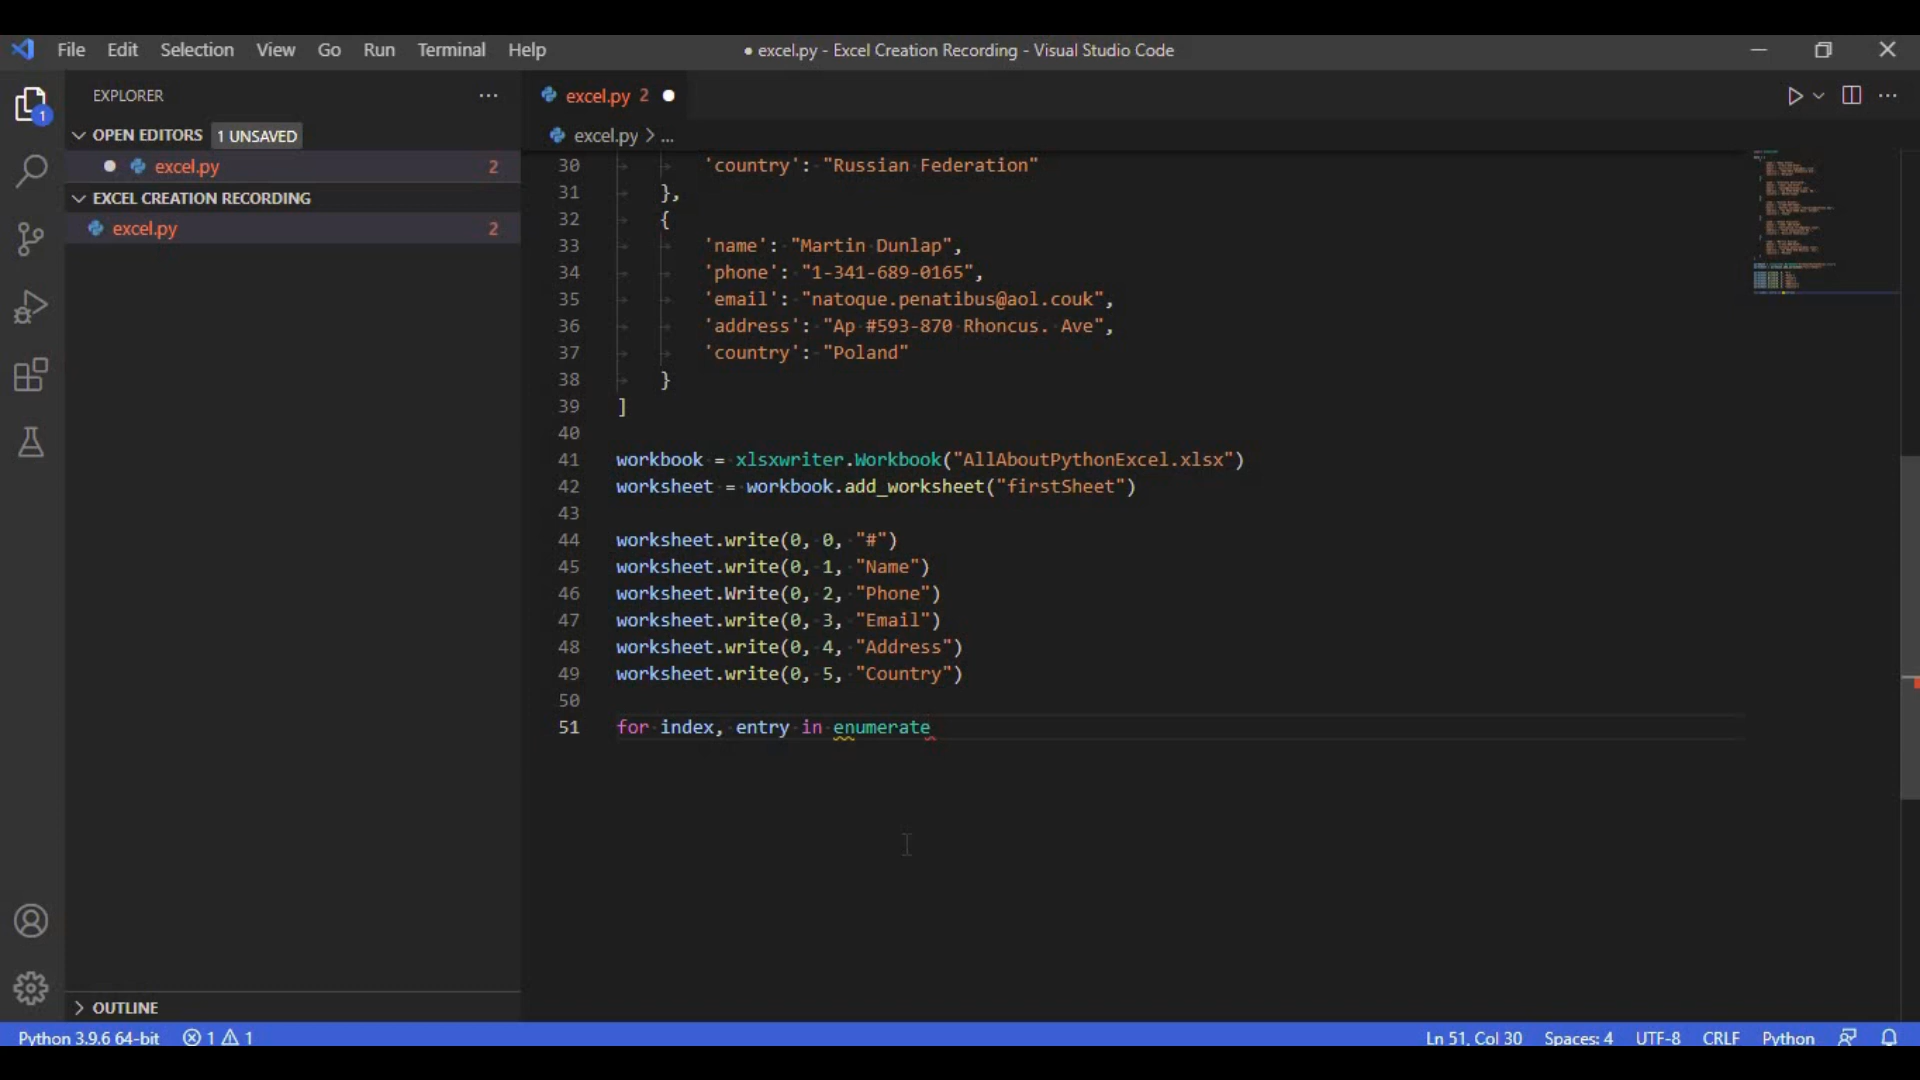 File Edit Selection View Go Run Terminal Help
● excel.py - Excel Creation Recording - Visual Studio Code
EXPLORER
OPEN EDITORS 1 UNSAVED
excel.py 2
EXCEL CREATION RECORDING
excel.py 2
OUTLINE
1
excel.py 2
excel.py > ...
30 'country': "Russian Federation"
31 },
32 {
33 'name': "Martin Dunlap",
34 'phone': "1-341-689-0165",
35 'email': "natoque.penatibus@aol.couk",
36 'address': "Ap #593-870 Rhoncus. Ave",
37 'country': "Poland"
38 }
39 ]
40
41 workbook = xlsxwriter.Workbook("AllAboutPythonExcel.xlsx")
42 worksheet = workbook.add_worksheet("firstSheet")
43
44 worksheet.write(0, 0, "#")
45 worksheet.write(0, 1, "Name")
46 worksheet.Write(0, 2, "Phone")
47 worksheet.write(0, 3, "Email")
48 worksheet.write(0, 4, "Address")
49 worksheet.write(0, 5, "Country")
50
51 for index, entry in enumerate
Python 3.9.6 64-bit 1 1 Ln 51, Col 30 Spaces: 4 UTF-8 CRLF Python